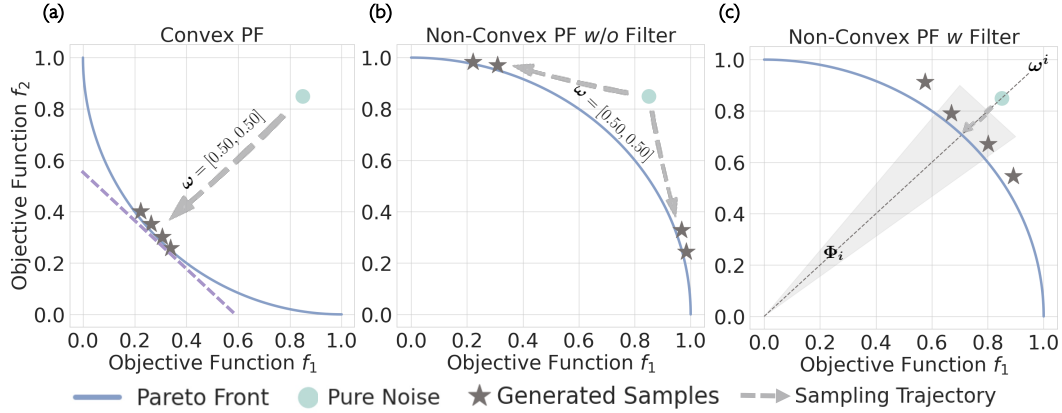 (a)
Convex PF
1.0
0.8
0.6
0.4
0.2
0.0
Objective Function f₂
ω = [0.50, 0.50]
0.0 0.2 0.4 0.6 0.8 1.0
Objective Function f₁
(b)
Non-Convex PF w/o Filter
1.0
0.8
0.6
0.4
0.2
0.0
ω = [0.50, 0.50]
0.0 0.2 0.4 0.6 0.8 1.0
Objective Function f₁
(c)
Non-Convex PF w Filter
1.0
0.8
0.6
0.4
0.2
0.0
ωⁱ
Φᵢ
0.0 0.2 0.4 0.6 0.8 1.0
Objective Function f₁
Pareto Front Pure Noise Generated Samples Sampling Trajectory